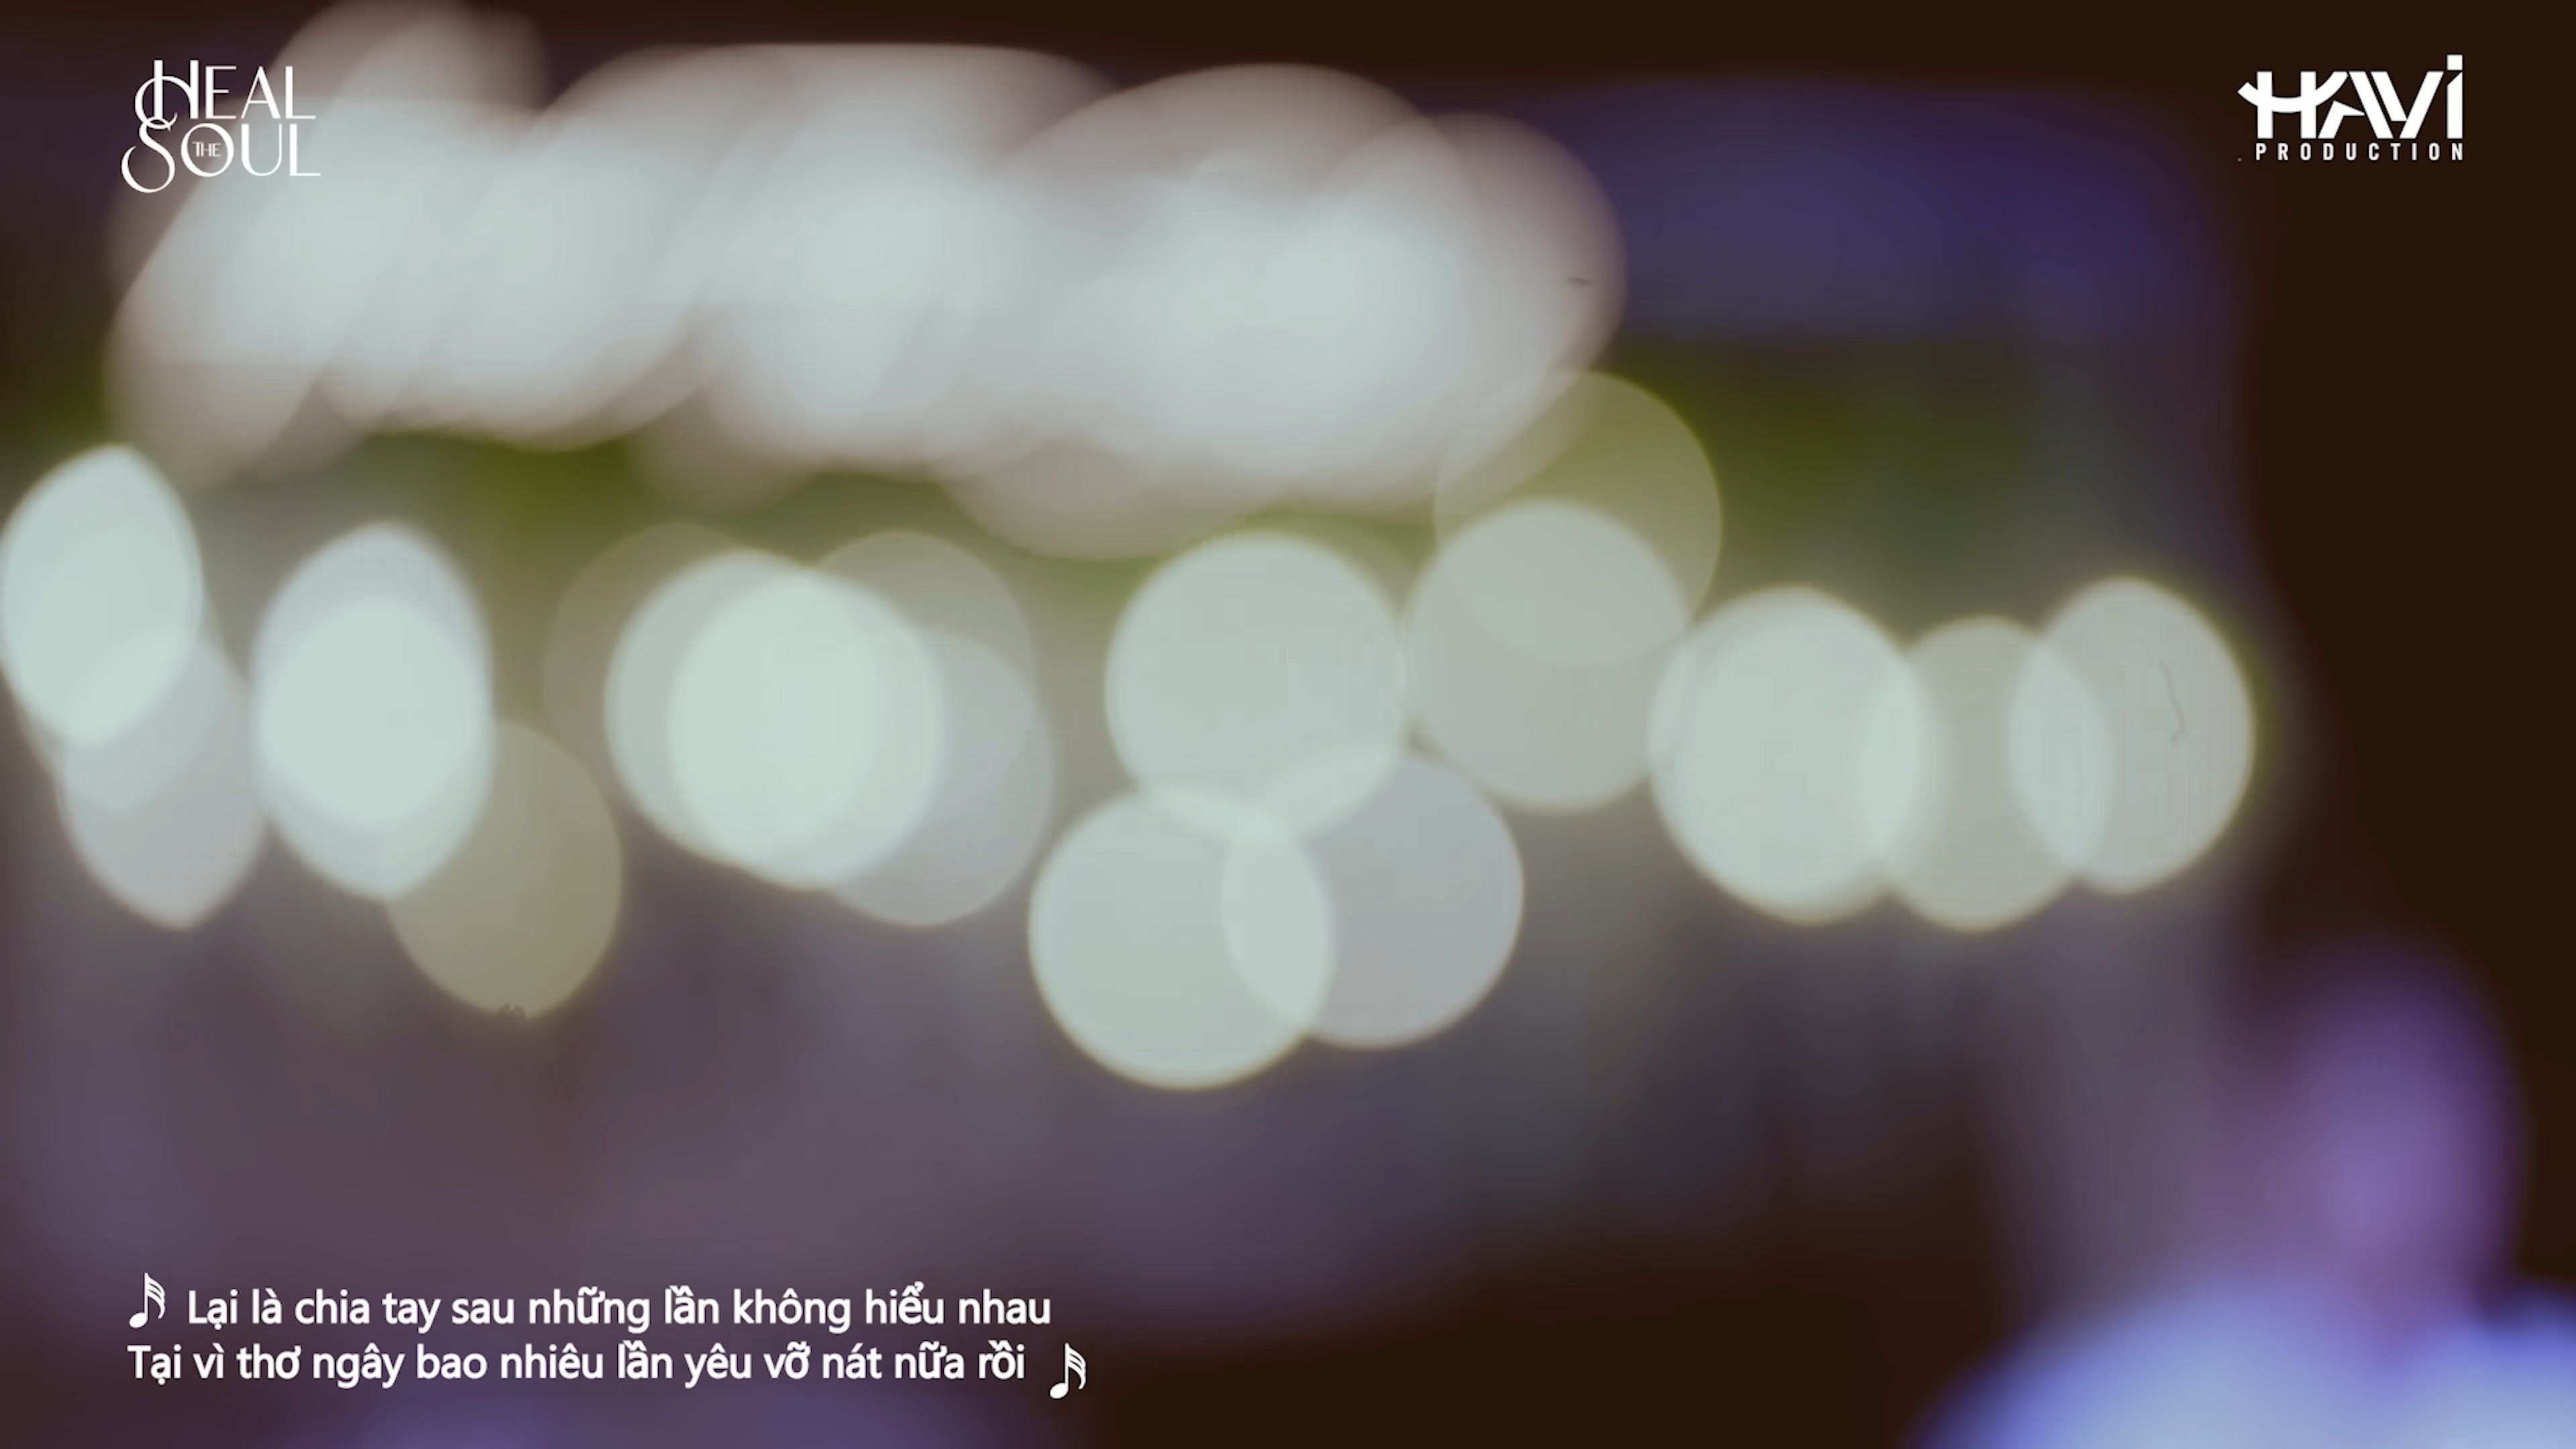 HEAL
THE
SOUL
HAVI
PRODUCTION
Lại là chia tay sau những lần không hiểu nhau
Tại vì thơ ngây bao nhiêu lần yêu vỡ nát nữa rồi